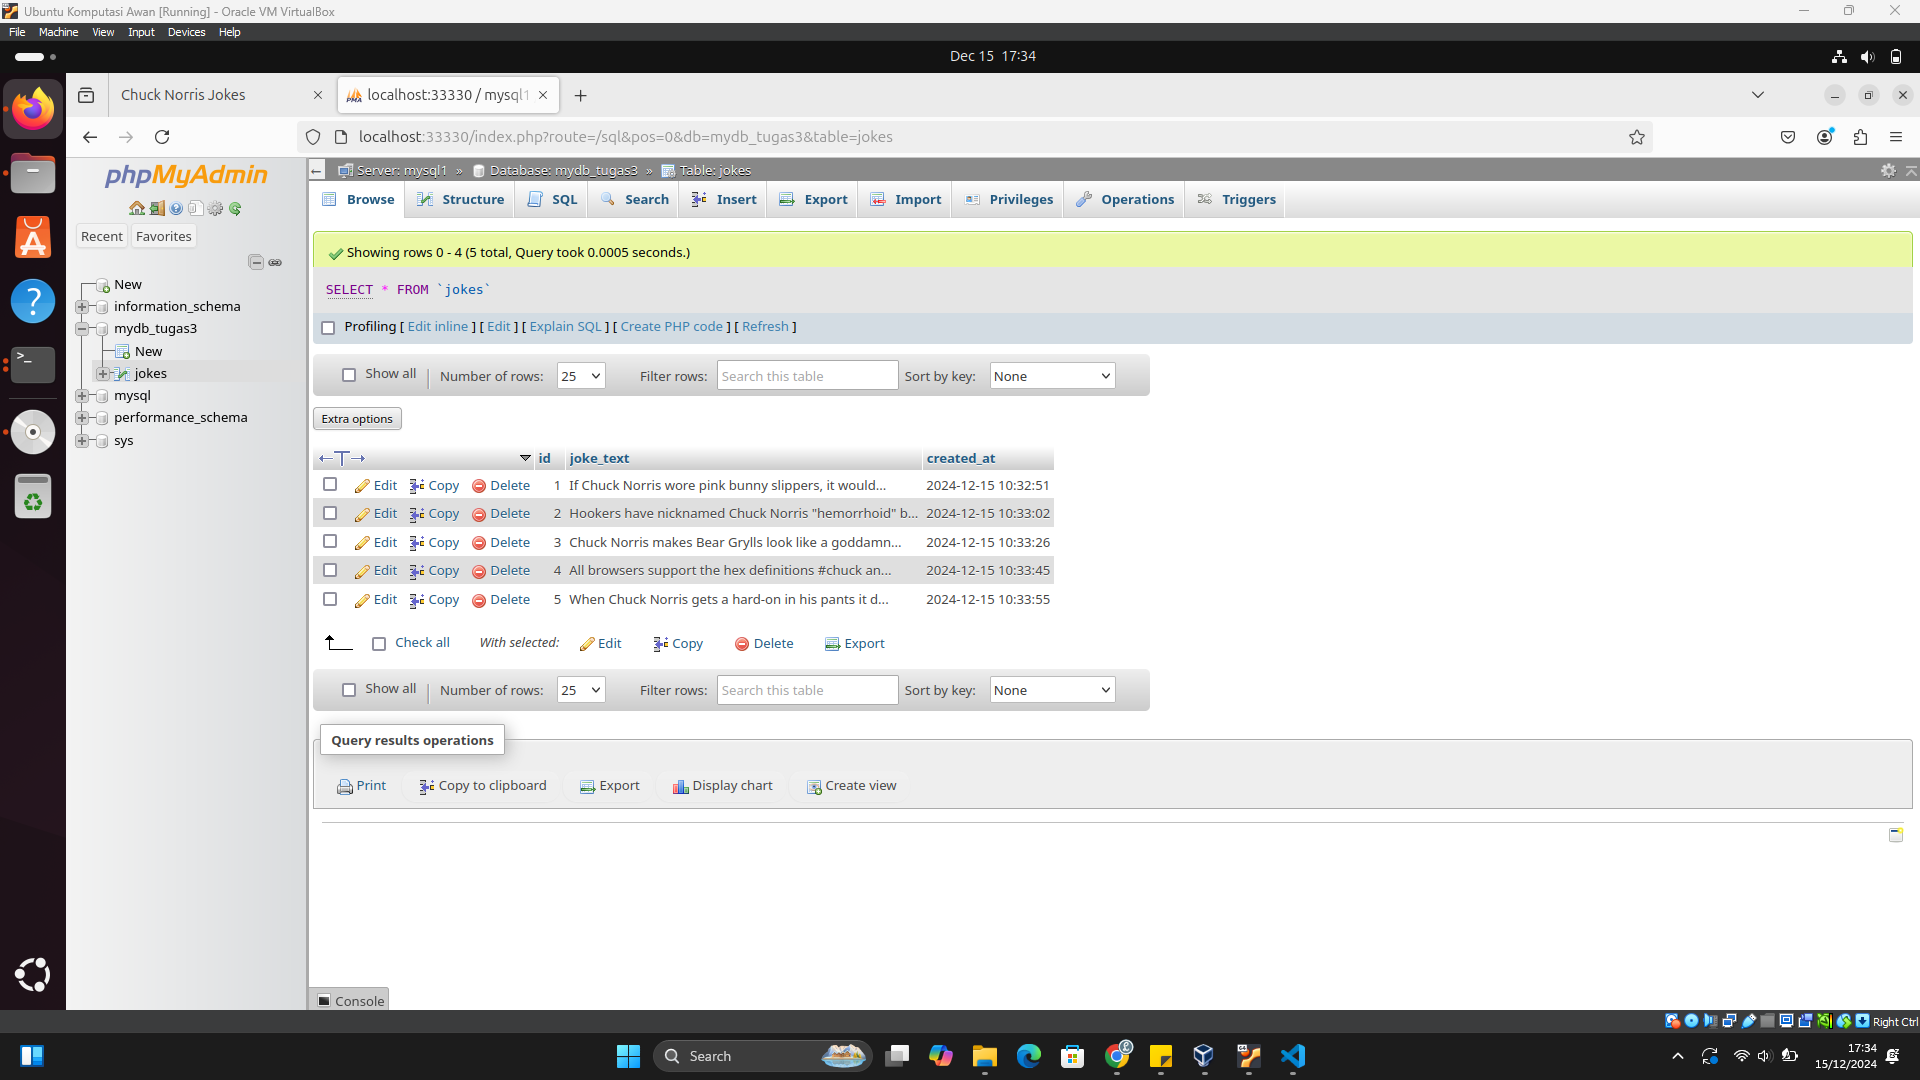 Ubuntu Komputasi Awan [Running] - Oracle VM VirtualBox
File Machine View Input Devices Help
Dec 15 17:34
Chuck Norris Jokes
localhost:33330 / mysql1
localhost:33330/index.php?route=/sql&pos=0&db=mydb_tugas3&table=jokes
phpMyAdmin
Recent Favorites
New
information_schema
mydb_tugas3
New
jokes
mysql
performance_schema
sys
Server: mysql1 » Database: mydb_tugas3 » Table: jokes
Browse Structure SQL Search Insert Export Import Privileges Operations Triggers
Showing rows 0 - 4 (5 total, Query took 0.0005 seconds.)
SELECT * FROM `jokes`
Profiling [ Edit inline ] [ Edit ] [ Explain SQL ] [ Create PHP code ] [ Refresh ]
Show all Number of rows: 25 Filter rows: Search this table Sort by key: None
Extra options
id joke_text created_at
Edit Copy Delete 1 If Chuck Norris wore pink bunny slippers, it would... 2024-12-15 10:32:51
Edit Copy Delete 2 Hookers have nicknamed Chuck Norris "hemorrhoid" b... 2024-12-15 10:33:02
Edit Copy Delete 3 Chuck Norris makes Bear Grylls look like a goddamn... 2024-12-15 10:33:26
Edit Copy Delete 4 All browsers support the hex definitions #chuck an... 2024-12-15 10:33:45
Edit Copy Delete 5 When Chuck Norris gets a hard-on in his pants it d... 2024-12-15 10:33:55
Check all With selected: Edit Copy Delete Export
Show all Number of rows: 25 Filter rows: Search this table Sort by key: None
Query results operations
Print Copy to clipboard Export Display chart Create view
Console
Right Ctrl
Search
17:34
15/12/2024